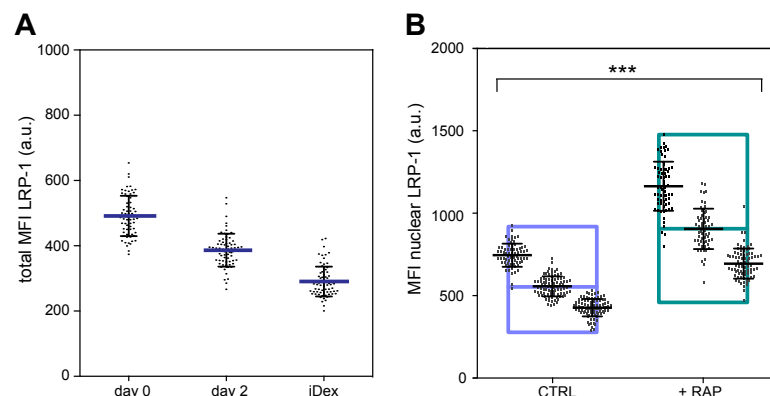 A
total MFI LRP-1 (a.u.)
1000
800
600
400
200
0
day 0 day 2 iDex
B
MFI nuclear LRP-1 (a.u.)
2000
1500
1000
500
0
***
CTRL + RAP